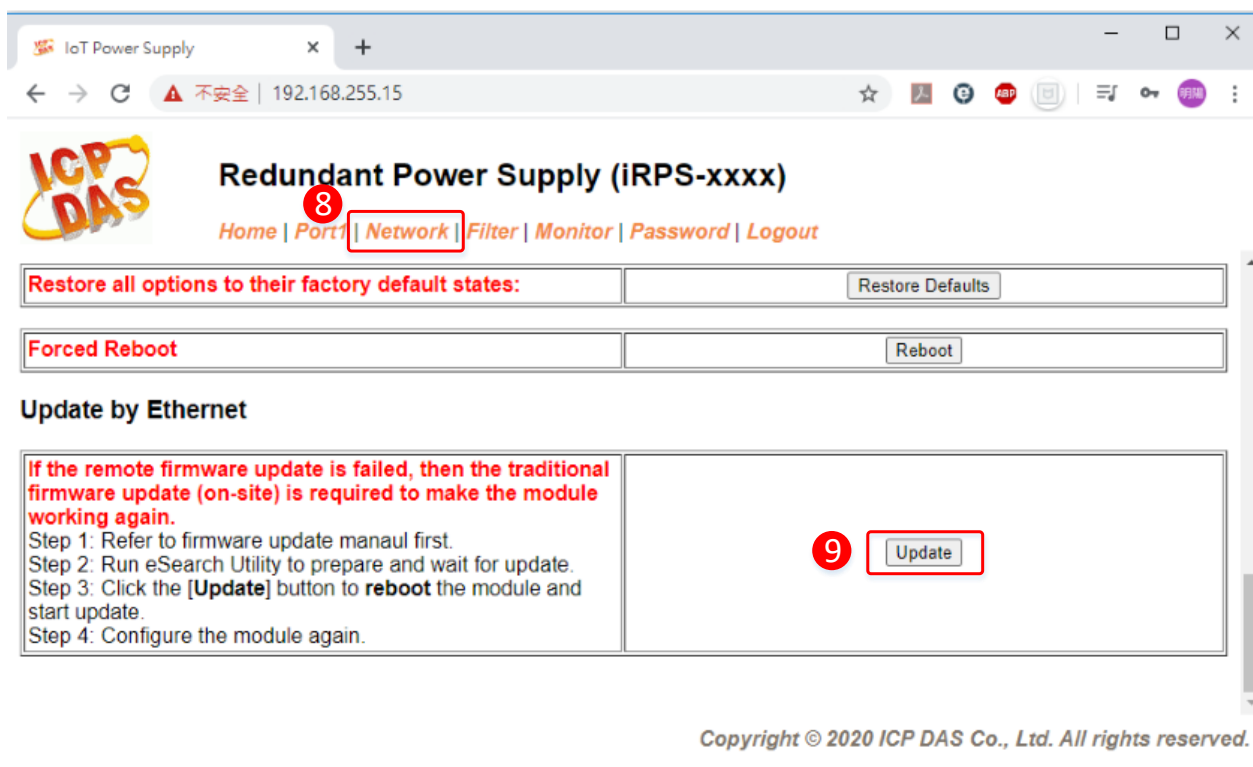 IoT Power Supply
不安全 | 192.168.255.15
ABP
明陽
ICP
DAS
Redundant Power Supply (iRPS-xxxx)
8
Home | Port1 | Network | Filter | Monitor | Password | Logout
Restore all options to their factory default states:
Restore Defaults
Forced Reboot
Reboot
Update by Ethernet
If the remote firmware update is failed, then the traditional
firmware update (on-site) is required to make the module
working again.
Step 1: Refer to firmware update manaul first.
Step 2: Run eSearch Utility to prepare and wait for update.
Step 3: Click the [Update] button to reboot the module and
start update.
Step 4: Configure the module again.
9
Update
Copyright © 2020 ICP DAS Co., Ltd. All rights reserved.